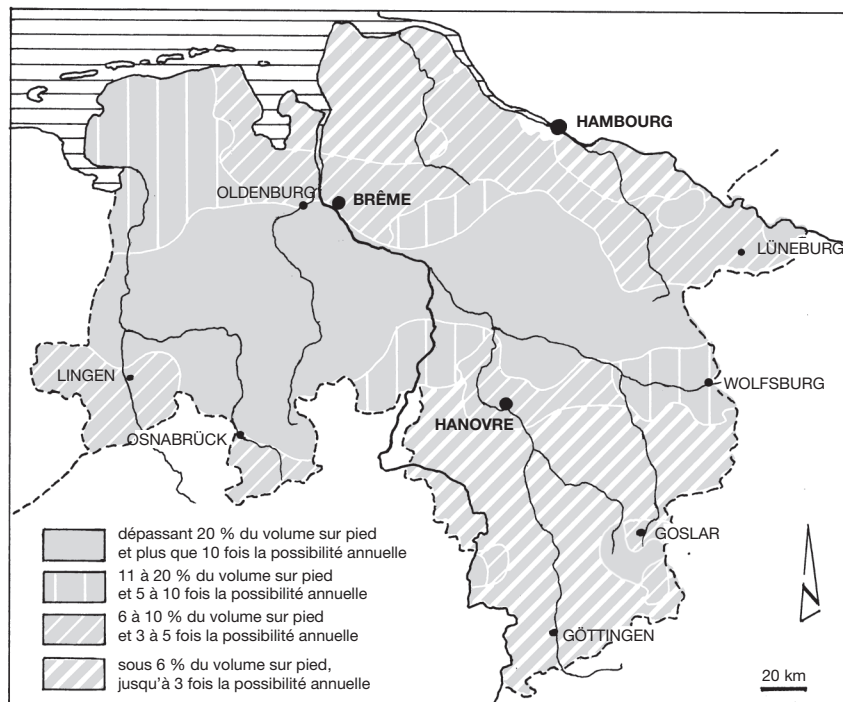 HAMBOURG
OLDENBURG
BRÊME
LÜNEBURG
LINGEN
WOLFSBURG
HANOVRE
OSNABRÜCK
GOSLAR
GÖTTINGEN
dépassant 20 % du volume sur pied
et plus que 10 fois la possibilité annuelle
11 à 20 % du volume sur pied
et 5 à 10 fois la possibilité annuelle
6 à 10 % du volume sur pied
et 3 à 5 fois la possibilité annuelle
sous 6 % du volume sur pied,
jusqu'à 3 fois la possibilité annuelle
N
20 km